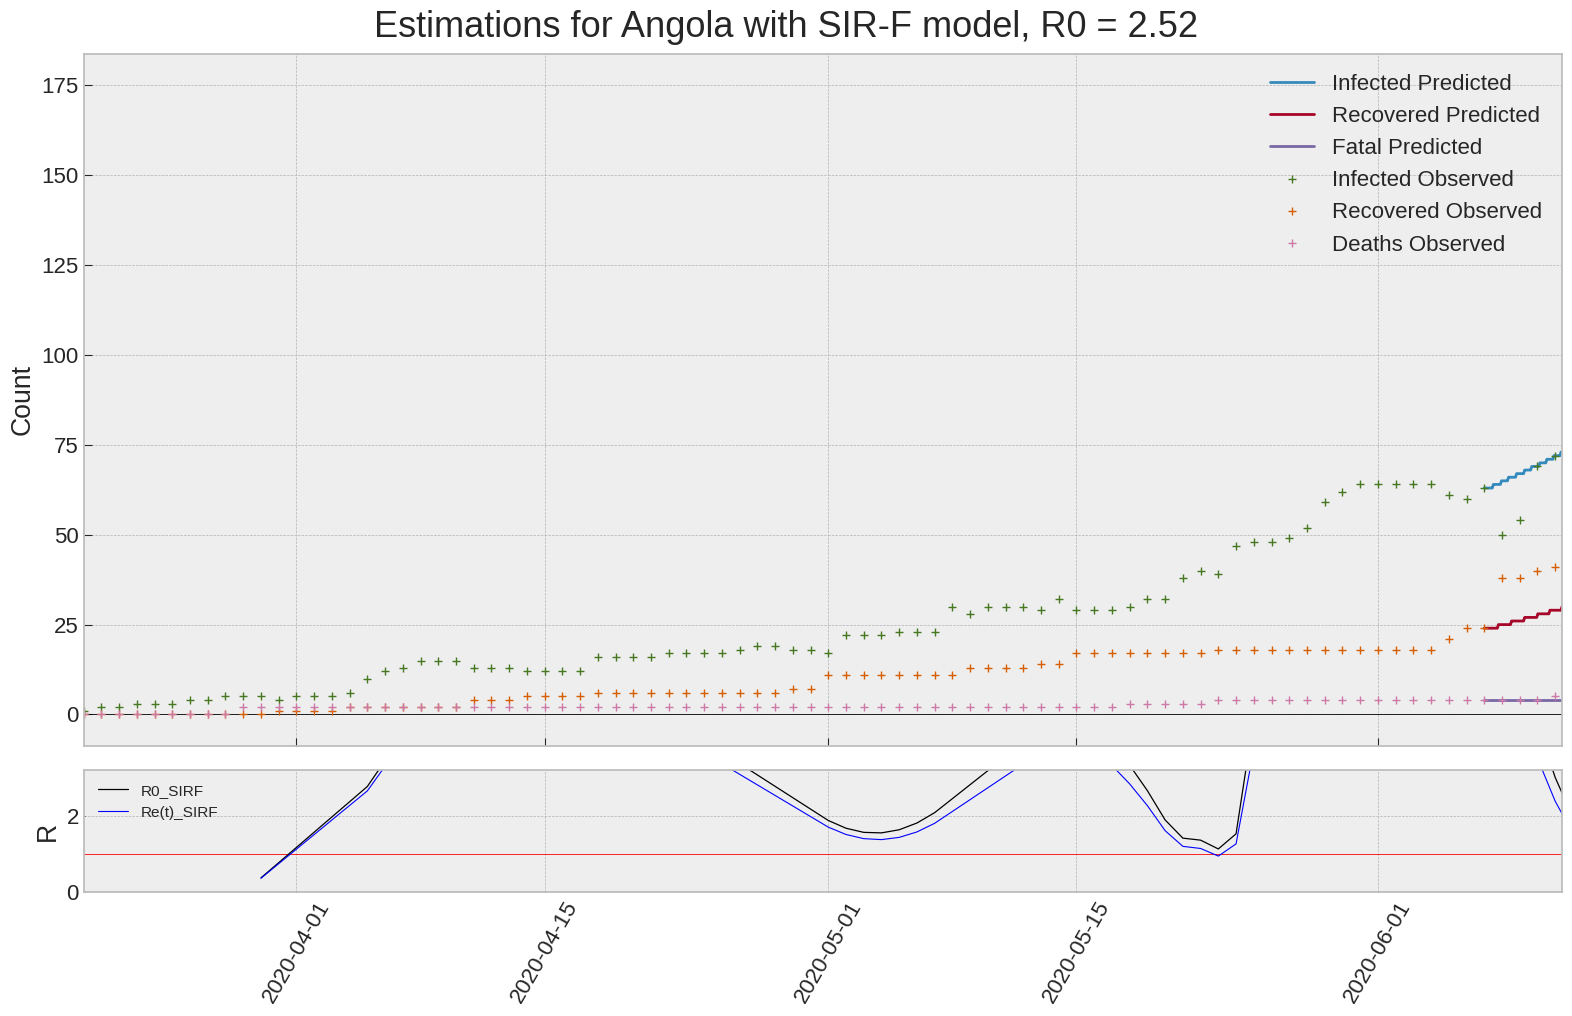 Estimations for Angola with SIR-F model, R0 = 2.52
175
150
125
100
75
50
25
0
Count
Infected Predicted
Recovered Predicted
Fatal Predicted
Infected Observed
Recovered Observed
Deaths Observed
R0_SIRF
Re(t)_SIRF
2
0
R
2020-04-01
2020-04-15
2020-05-01
2020-05-15
2020-06-01